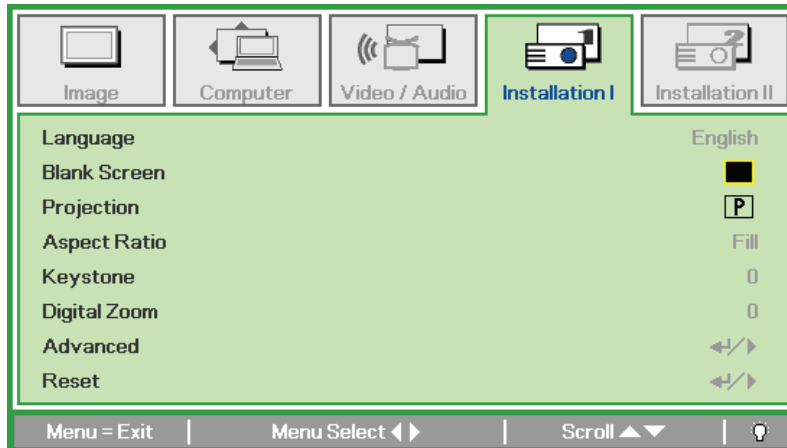 Image
Computer
Video / Audio
Installation I
Installation II
Language English
Blank Screen
Projection P
Aspect Ratio Fill
Keystone 0
Digital Zoom 0
Advanced
Reset
Menu = Exit Menu Select Scroll